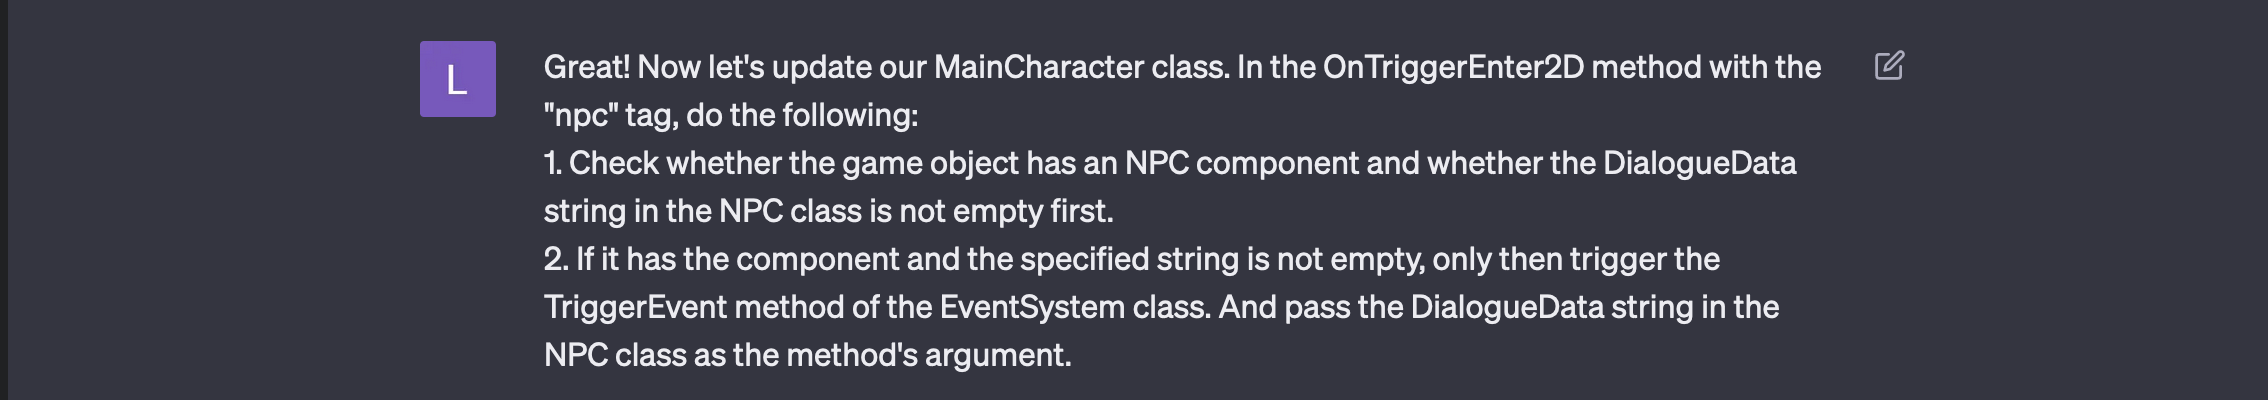 L
Great! Now let's update our MainCharacter class. In the OnTriggerEnter2D method with the
"npc" tag, do the following:
1. Check whether the game object has an NPC component and whether the DialogueData
string in the NPC class is not empty first.
2. If it has the component and the specified string is not empty, only then trigger the
TriggerEvent method of the EventSystem class. And pass the DialogueData string in the
NPC class as the method's argument.